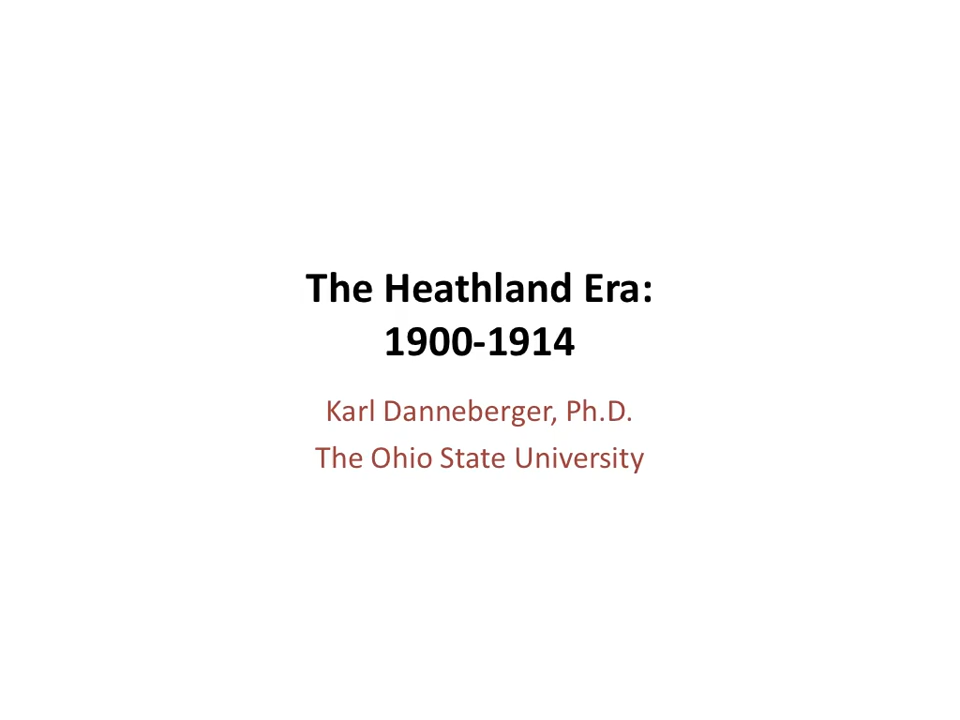 The Heathland Era:
1900-1914
Karl Danneberger, Ph.D.
The Ohio State University